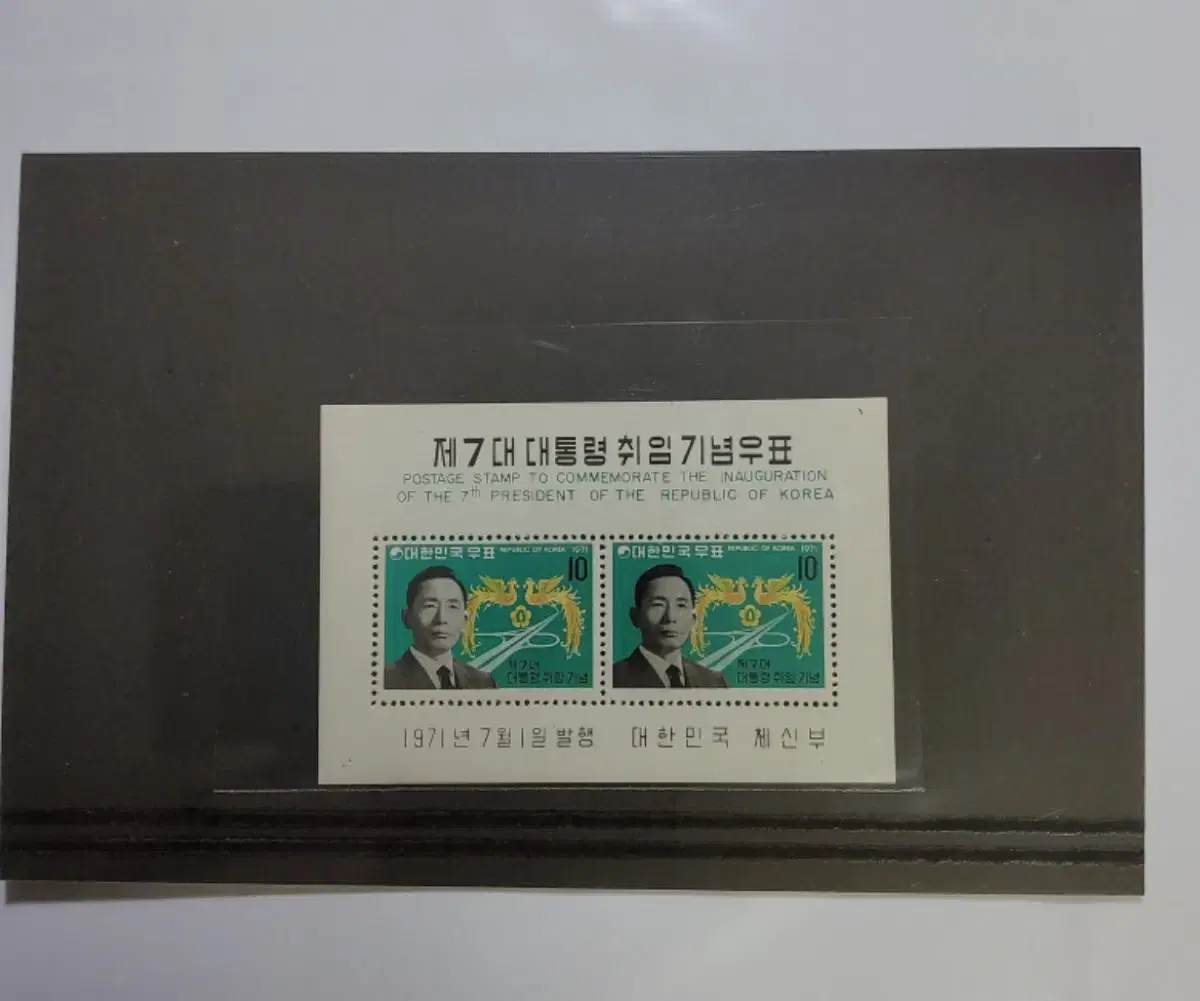 제7대 대통령 취임 기념우표
POSTAGE STAMP TO COMMEMORATE THE INAUGURATION
OF THE 7th PRESIDENT OF THE REPUBLIC OF KOREA
대한민국우표 REPUBLIC OF KOREA 1971
10
제7대
대통령취임기념
대한민국우표 REPUBLIC OF KOREA 1971
10
제7대
대통령취임기념
1971년 7월 1일 발행 대한민국 체신부